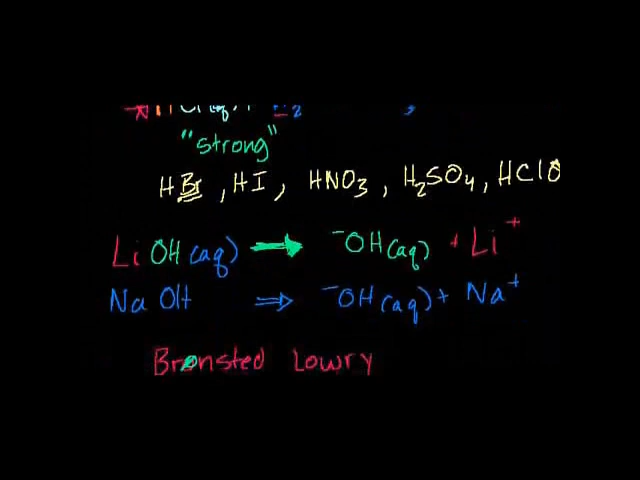 "strong"
HBr, HI, HNO₃, H₂SO₄, HClO
LiOH(aq) → ⁻OH(aq) + Li⁺
NaOH ⇒ ⁻OH(aq) + Na⁺
Bronsted Lowry